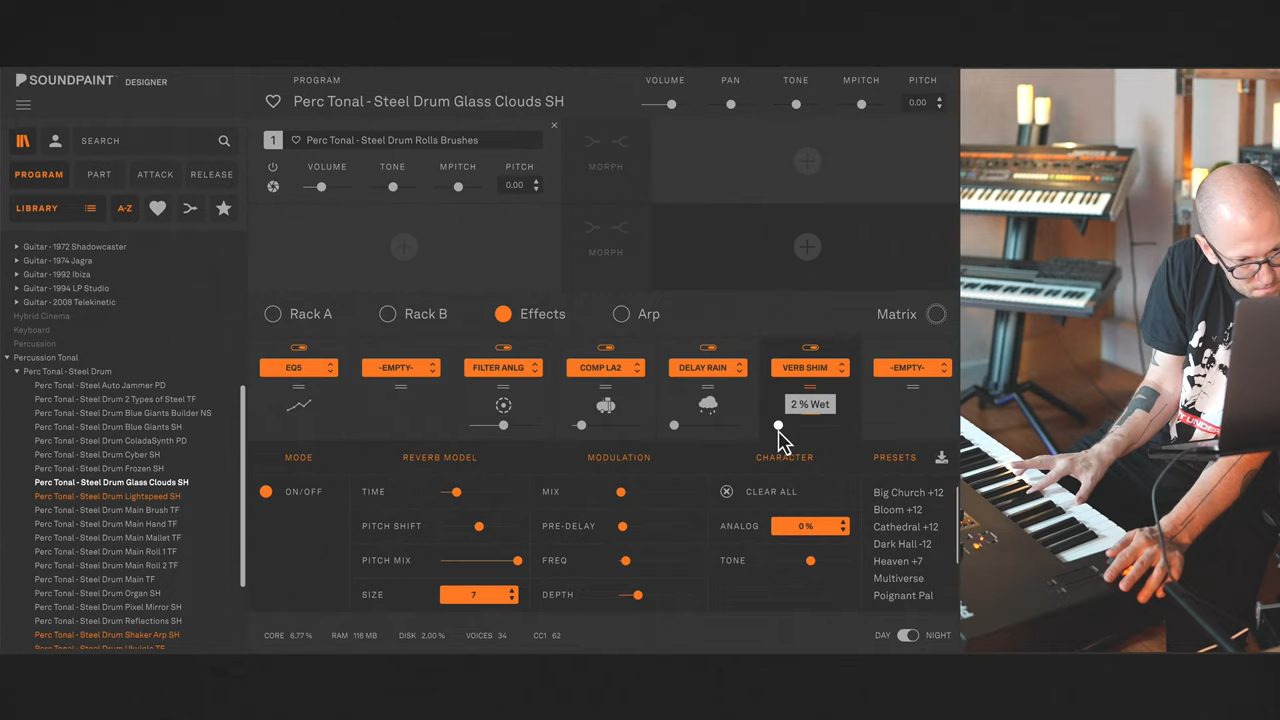 SOUNDPAINT™ DESIGNER
PROGRAM
Perc Tonal - Steel Drum Glass Clouds SH
VOLUME PAN TONE MPITCH PITCH
0.00
SEARCH
PROGRAM PART ATTACK RELEASE
LIBRARY A-Z
1 Perc Tonal - Steel Drum Rolls Brushes
VOLUME TONE MPITCH PITCH
0.00
MORPH
MORPH
Guitar - 1972 Shadowcaster
Guitar - 1974 Jagra
Guitar - 1992 Ibiza
Guitar - 1994 LP Studio
Guitar - 2008 Telekinetic
Hybrid Cinema
Keyboard
Percussion
Percussion Tonal
Perc Tonal - Steel Drum
Perc Tonal - Steel Auto Jammer PD
Perc Tonal - Steel Drum 2 Types of Steel TF
Perc Tonal - Steel Drum Blue Giants Builder NS
Perc Tonal - Steel Drum Blue Giants SH
Perc Tonal - Steel Drum ColadaSynth PD
Perc Tonal - Steel Drum Cyber SH
Perc Tonal - Steel Drum Frozen SH
Perc Tonal - Steel Drum Glass Clouds SH
Perc Tonal - Steel Drum Lightspeed SH
Perc Tonal - Steel Drum Main Brush TF
Perc Tonal - Steel Drum Main Hand TF
Perc Tonal - Steel Drum Main Mallet TF
Perc Tonal - Steel Drum Main Roll 1 TF
Perc Tonal - Steel Drum Main Roll 2 TF
Perc Tonal - Steel Drum Main TF
Perc Tonal - Steel Drum Organ SH
Perc Tonal - Steel Drum Pixel Mirror SH
Perc Tonal - Steel Drum Reflections SH
Perc Tonal - Steel Drum Shaker Arp SH
Perc Tonal - Steel Drum Ukulele TF
Rack A Rack B Effects Arp Matrix
EQ5 -EMPTY- FILTER ANLG COMP LA2 DELAY RAIN VERB SHIM -EMPTY-
2 % Wet
MODE REVERB MODEL MODULATION CHARACTER PRESETS
ON/OFF TIME MIX CLEAR ALL
PITCH SHIFT PRE-DELAY ANALOG 0 %
PITCH MIX FREQ TONE
SIZE 7 DEPTH
Big Church +12
Bloom +12
Cathedral +12
Dark Hall -12
Heaven +7
Multiverse
Poignant Pal
CORE 6.77 % RAM 116 MB DISK 2.00 % VOICES 34 CC1 62
DAY NIGHT